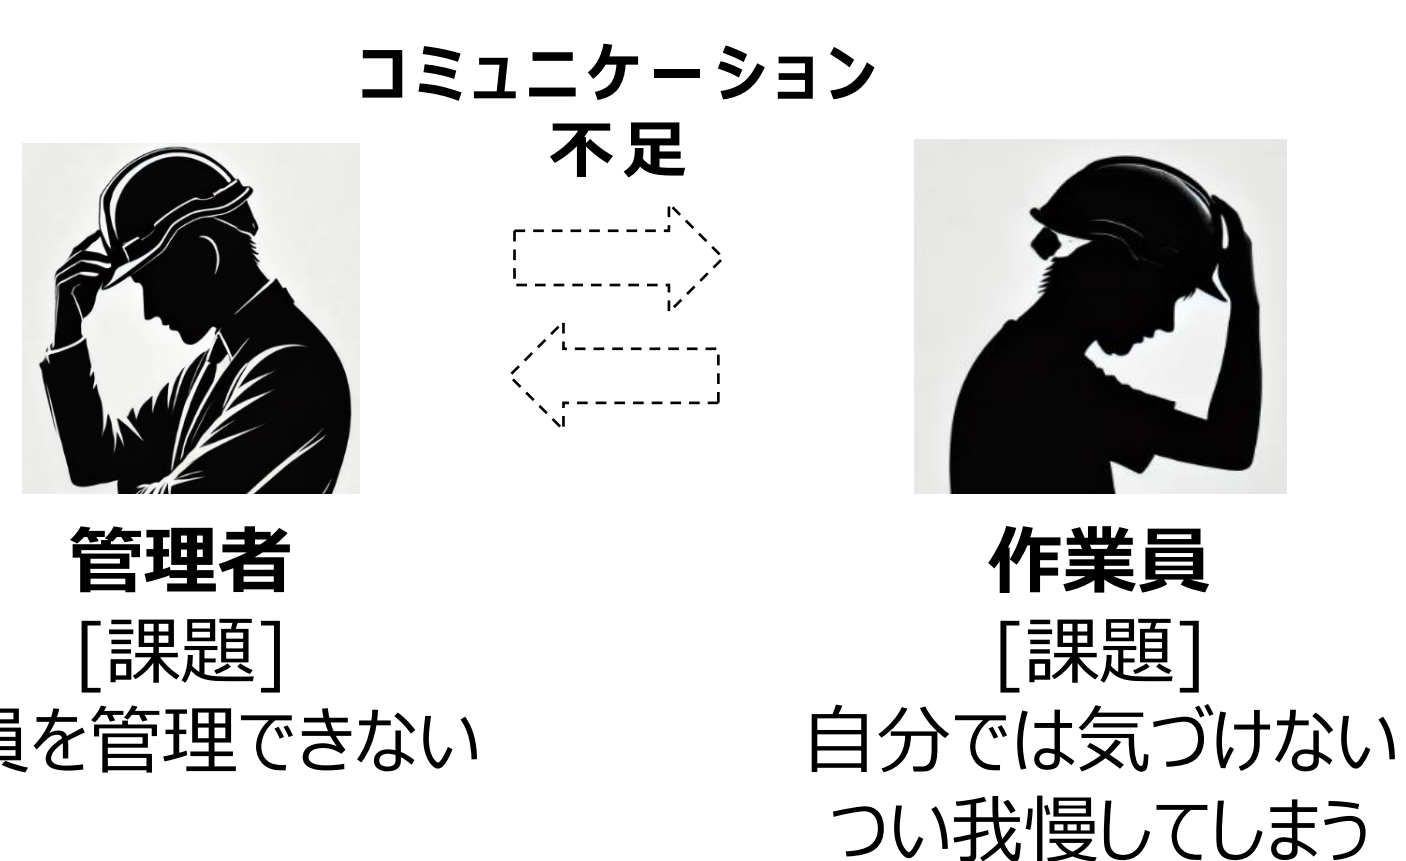 コミュニケーション
不足
管理者
[課題]
員を管理できない
作業員
[課題]
自分では気づけない
つい我慢してしまう